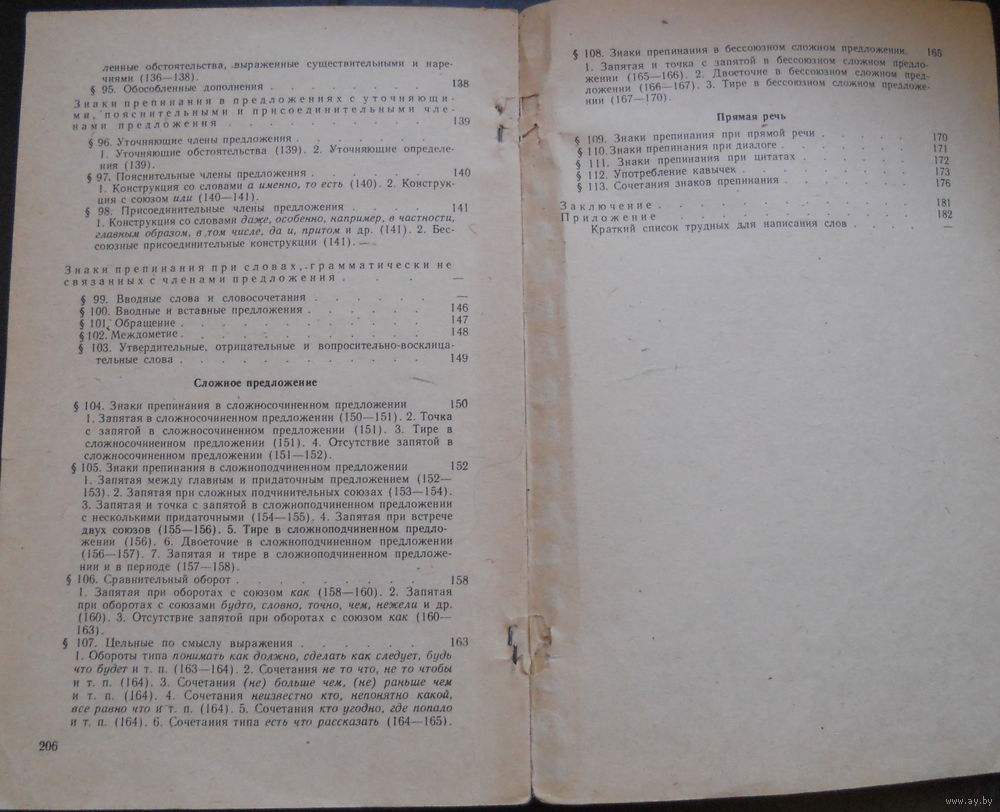 ленные обстоятельства, выраженные существительными и наре-
чиями (136—138).
§ 95. Обособленные дополнения . . . . . . . . . 138
Знаки препинания в предложениях с уточняющи-
ми, пояснительными и присоединительными чле-
нами предложения . . . . . . . . . 139
§ 96. Уточняющие члены предложения . . . . . . —
1. Уточняющие обстоятельства (139). 2. Уточняющие определе-
ния (139).
§ 97. Пояснительные члены предложения . . . . . . 140
1. Конструкция со словами а именно, то есть (140). 2. Конструк-
ция с союзом или (140—141).
§ 98. Присоединительные члены предложения . . . . 141
1. Конструкция со словами даже, особенно, например, в частности,
главным образом, в том числе, да и, притом и др. (141). 2. Бес-
союзные присоединительные конструкции (141). —
Знаки препинания при словах, грамматически не
связанных с членами предложения . . . —
§ 99. Вводные слова и словосочетания . . . . . . —
§ 100. Вводные и вставные предложения . . . . . . 146
§ 101. Обращение . . . . . . . . . . . 147
§ 102. Междометие . . . . . . . . . . . 148
§ 103. Утвердительные, отрицательные и вопросительно-восклица-
тельные слова . . . . . . . . . . . 149
Сложное предложение
§ 104. Знаки препинания в сложносочиненном предложении 150
1. Запятая в сложносочиненном предложении (150—151). 2. Точка
с запятой в сложносочиненном предложении (151). 3. Тире в
сложносочиненном предложении (151). 4. Отсутствие запятой в
сложносочиненном предложении (151—152).
§ 105. Знаки препинания в сложноподчиненном предложении 152
1. Запятая между главным и придаточным предложением (152—
153). 2. Запятая при сложных подчинительных союзах (153—154).
3. Запятая и точка с запятой в сложноподчиненном предложении
с несколькими придаточными (154—155). 4. Запятая при встрече
двух союзов (155—156). 5. Тире в сложноподчиненном предло-
жении (156). 6. Двоеточие в сложноподчиненном предложении
(156—157). 7. Запятая и тире в сложноподчиненном предложе-
нии и в периоде (157—158).
§ 106. Сравнительный оборот . . . . . . . . . 158
1. Запятая при оборотах с союзом как (158—160). 2. Запятая
при оборотах с союзами будто, словно, точно, чем, нежели и др.
(160). 3. Отсутствие запятой при оборотах с союзом как (160—
163).
§ 107. Цельные по смыслу выражения . . . . . . 163
1. Обороты типа понимать как должно, сделать как следует, будь
что будет и т. п. (163—164). 2. Сочетания не то что, не то чтобы
и т. п. (164). 3. Сочетания (не) больше чем, (не) раньше чем
и т. п. (164). 4. Сочетания неизвестно кто, непонятно какой,
все равно что и т. п. (164). 5. Сочетания кто угодно, где попало
и т. п. (164). 6. Сочетания типа есть что рассказать (164—165).
206
§ 108. Знаки препинания в бессоюзном сложном предложении. 165
1. Запятая и точка с запятой в бессоюзном сложном предло-
жении (165—166). 2. Двоеточие в бессоюзном сложном пред-
ложении (166—167). 3. Тире в бессоюзном сложном предложе-
нии (167—170).
Прямая речь
§ 109. Знаки препинания при прямой речи . . . . . 170
§ 110. Знаки препинания при диалоге . . . . . . . 171
§ 111. Знаки препинания при цитатах . . . . . . 172
§ 112. Употребление кавычек . . . . . . . . . 173
§ 113. Сочетания знаков препинания . . . . . . . 176
Заключение . . . . . . . . . . . . 181
Приложение . . . . . . . . . . . . 182
Краткий список трудных для написания слов . . . . —
www.ay.by